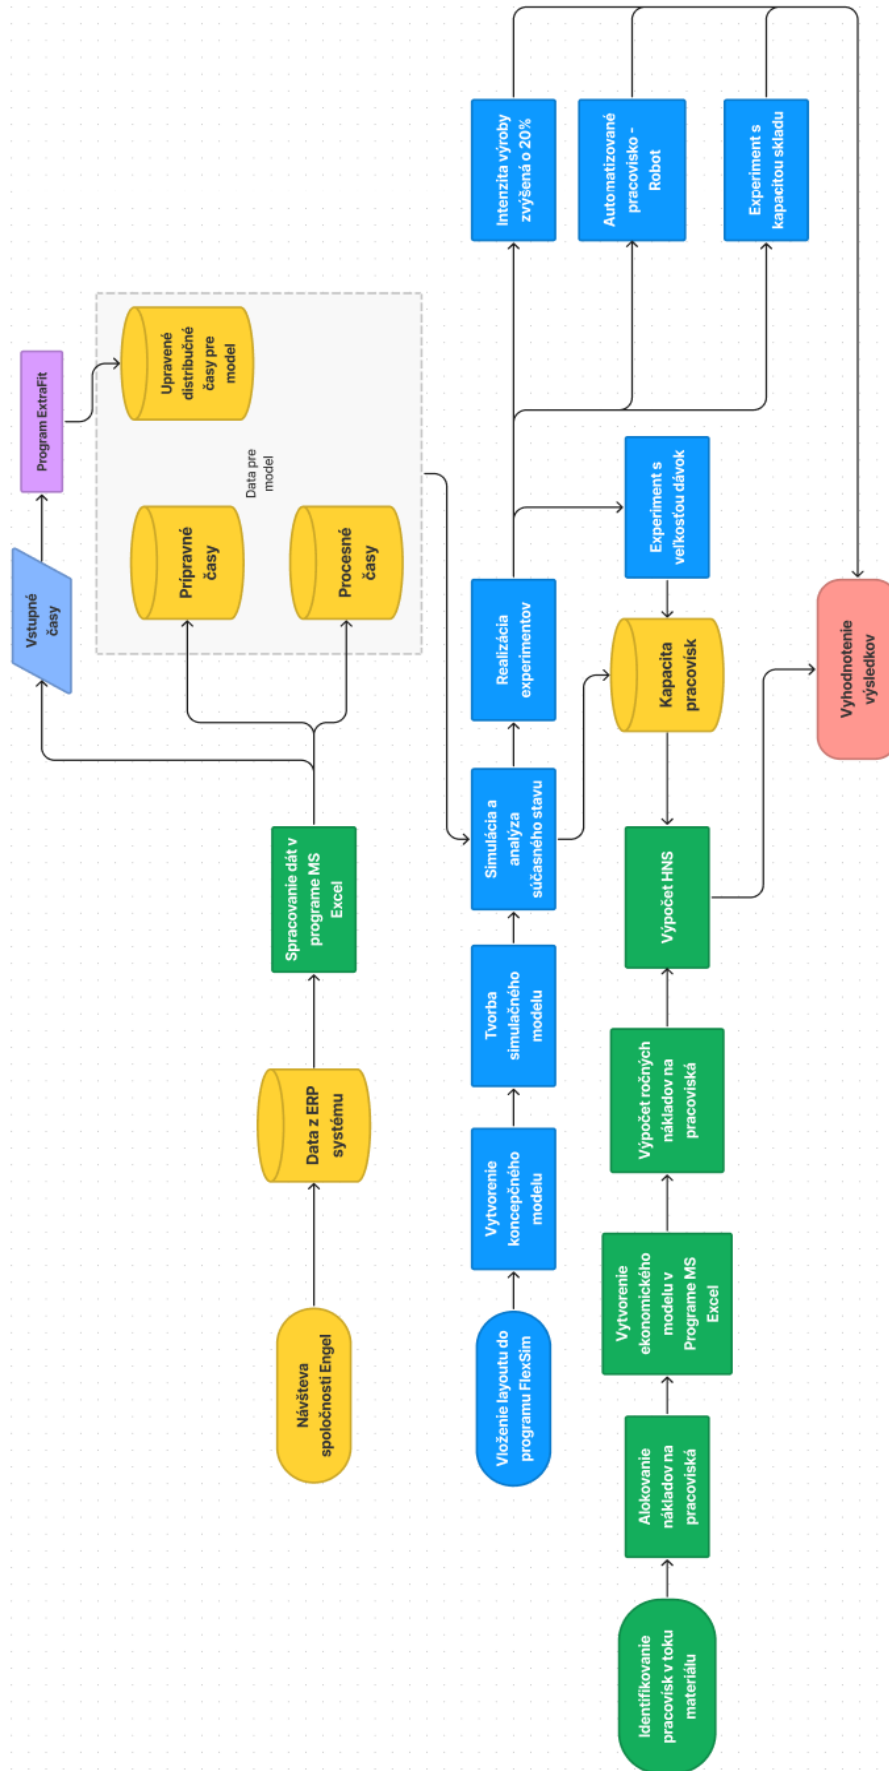 Návšteva
spoločnosti Engel
Data z ERP
systému
Spracovanie dát v
programe MS
Excel
Vstupné
časy
Program ExtraFit
Prípravné
časy
Procesné
časy
Data pre
model
Upravené
distribučné
časy pre
model
Vloženie layoutu do
programu FlexSim
Vytvorenie
koncepčného
modelu
Tvorba
simulačného
modelu
Simulácia a
analýza
súčasného stavu
Realizácia
experimentov
Intenzita výroby
zvýšená o 20%
Automatizované
pracovisko -
Robot
Experiment s
kapacitou skladu
Experiment s
veľkosťou dávok
Kapacita
pracovísk
Identifikovanie
pracovísk v toku
materiálu
Alokovanie
nákladov na
pracoviská
Vytvorenie
ekonomického
modelu v
Programe MS
Excel
Výpočet ročných
nákladov na
pracoviská
Výpočet HNS
Vyhodnotenie
výsledkov